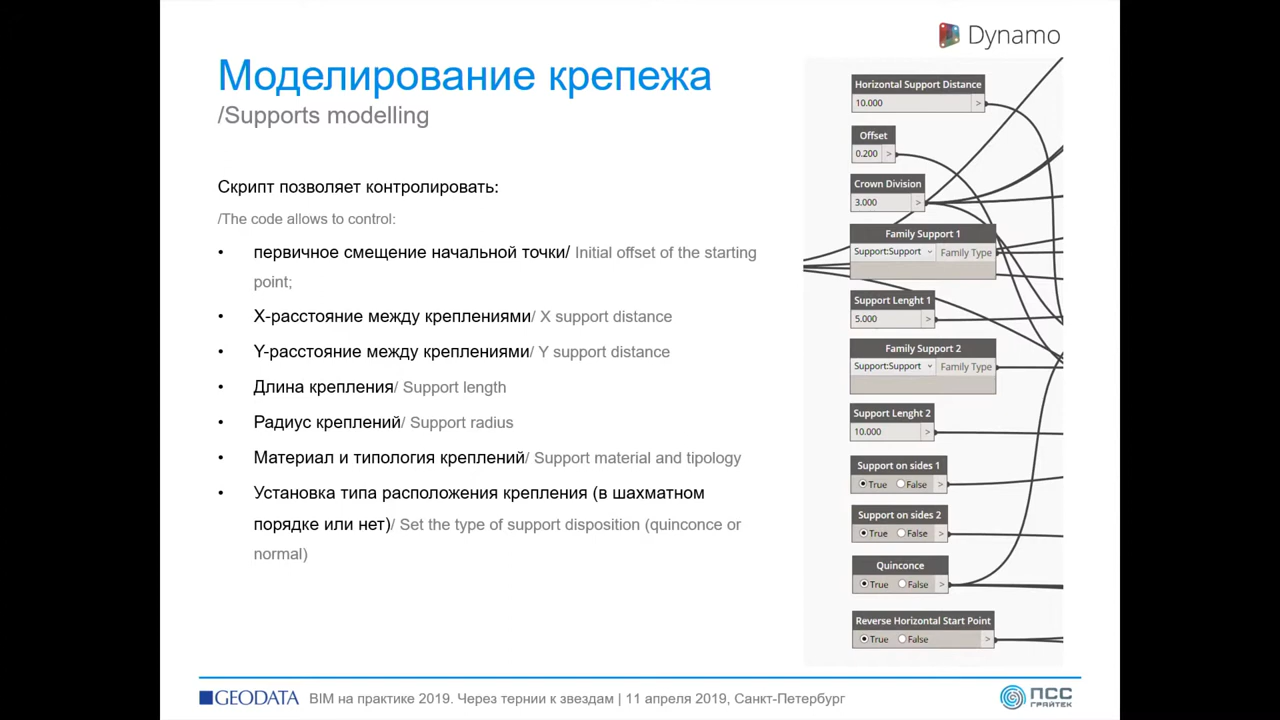 Dynamo
Моделирование крепежа
/Supports modelling
Скрипт позволяет контролировать:
/The code allows to control:
• первичное смещение начальной точки/ Initial offset of the starting
point;
• X-расстояние между креплениями/ X support distance
• Y-расстояние между креплениями/ Y support distance
• Длина крепления/ Support length
• Радиус креплений/ Support radius
• Материал и типология креплений/ Support material and tipology
• Установка типа расположения крепления (в шахматном
порядке или нет)/ Set the type of support disposition (quinconce or
normal)
Horizontal Support Distance
10.000 >
Offset
0.200 >
Crown Division
3.000 >
Family Support 1
Support:Support Family Type
Support Lenght 1
5.000 >
Family Support 2
Support:Support Family Type
Support Lenght 2
10.000 >
Support on sides 1
True False >
Support on sides 2
True False >
Quinconce
True False >
Reverse Horizontal Start Point
True False >
GEODATA BIM на практике 2019. Через тернии к звездам | 11 апреля 2019, Санкт-Петербург
ПСС
ГРАЙТЕК